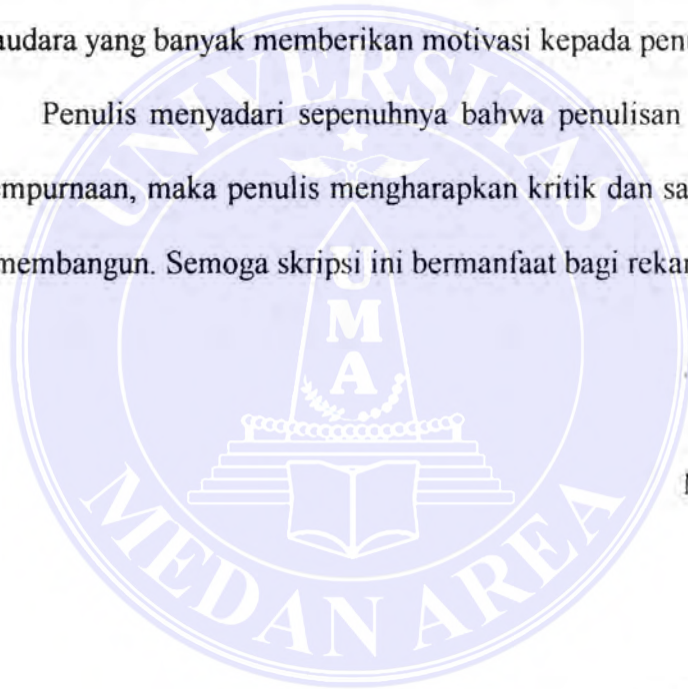 audara yang banyak memberikan motivasi kepada pen
Penulis menyadari sepenuhnya bahwa penulisan
empurnaan, maka penulis mengharapkan kritik dan sa
membangun. Semoga skripsi ini bermanfaat bagi rekan
UNIVERSITAS
UMA
MEDAN AREA